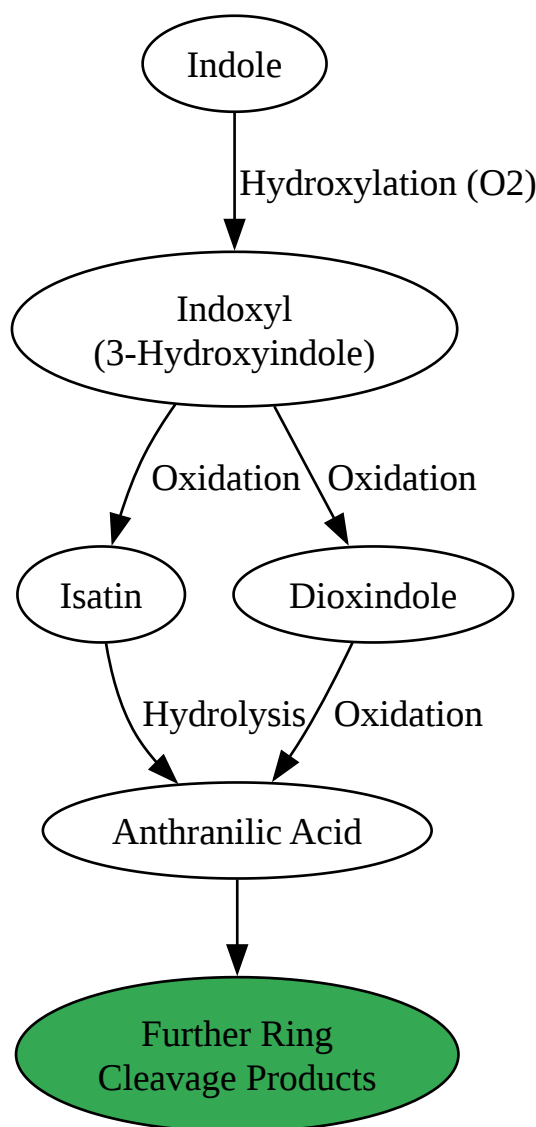 Indole
Hydroxylation (O2)
Indoxyl
(3-Hydroxyindole)
Oxidation
Oxidation
Isatin
Dioxindole
Hydrolysis
Oxidation
Anthranilic Acid
Further Ring
Cleavage Products